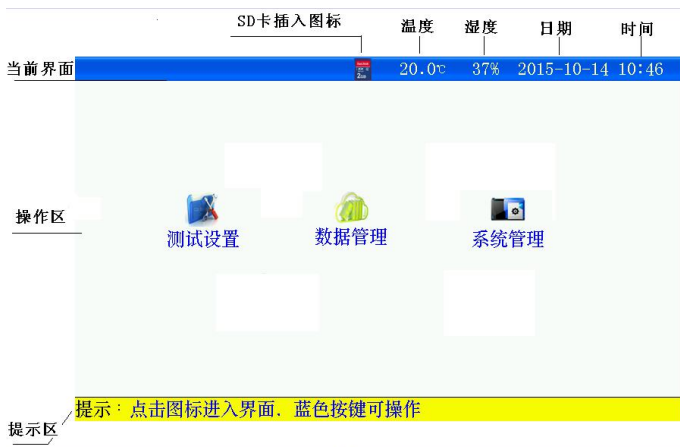 SD卡插入图标 温度 湿度 日期 时间
当前界面 20.0℃ 37% 2015-10-14 10:46
操作区
测试设置 数据管理 系统管理
提示：点击图标进入界面. 蓝色按键可操作
提示区